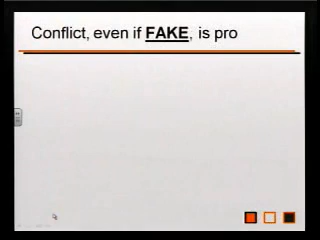 Conflict, even if FAKE, is pro